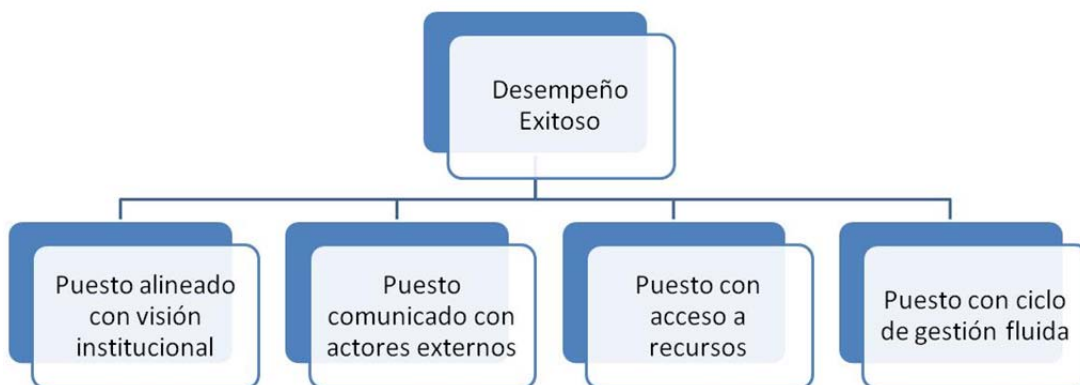 Desempeño
Exitoso
Puesto alineado
con visión
institucional
Puesto
comunicado con
actores externos
Puesto con
acceso a
recursos
Puesto con ciclo
de gestión fluida